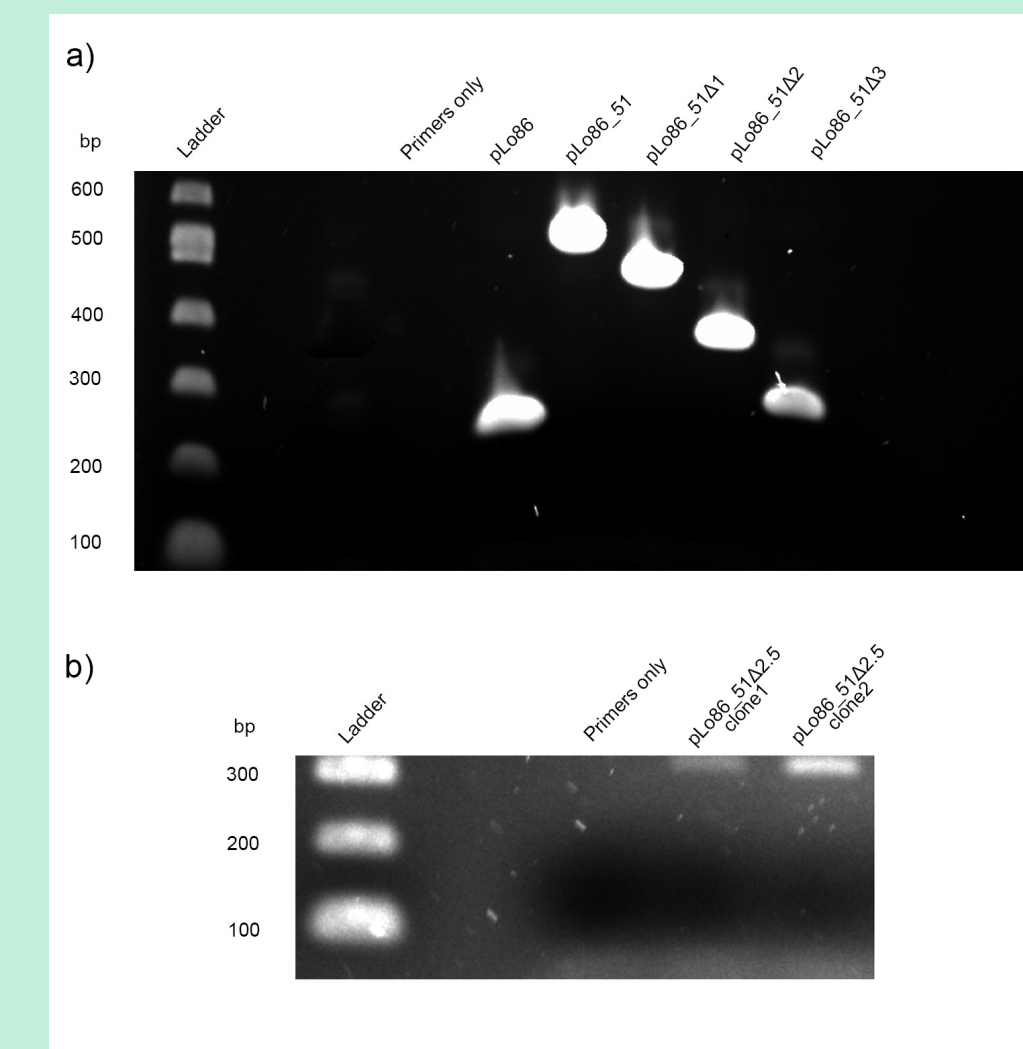 a)
bp
Ladder
Primers only
pLo86
pLo86_51
pLo86_51Δ1
pLo86_51Δ2
pLo86_51Δ3
600
500
400
300
200
100
b)
bp
Ladder
Primers only
pLo86_51Δ2.5
clone1
pLo86_51Δ2.5
clone2
300
200
100